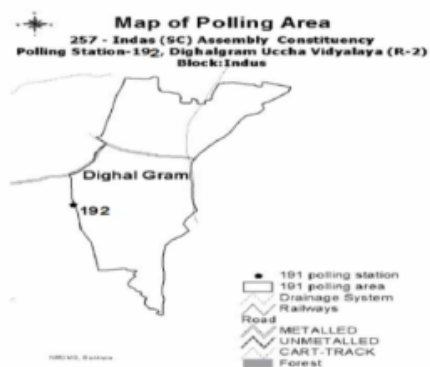 Map of Polling Area
257 - Indas (SC) Assembly Constituency
Polling Station-192, Dighalgram Uccha Vidyalaya (R-2)
Block:Indus
Dighal Gram
192
191 polling station
191 polling area
Drainage System
Railways
Road
METALLED
UNMETALLED
CART-TRACK
Forest